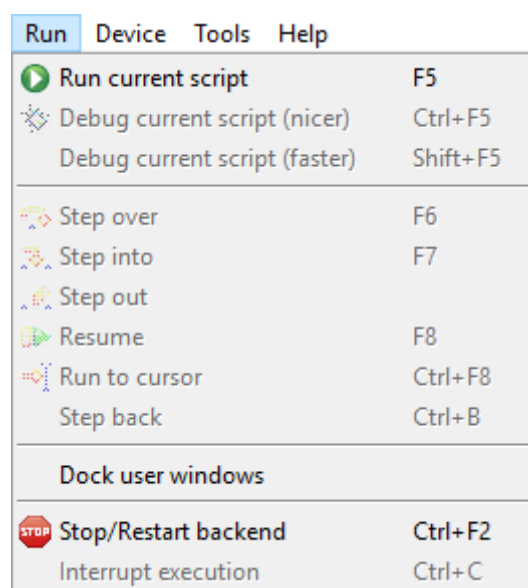 Run Device Tools Help
Run current script F5
Debug current script (nicer) Ctrl+F5
Debug current script (faster) Shift+F5
Step over F6
Step into F7
Step out
Resume F8
Run to cursor Ctrl+F8
Step back Ctrl+B
Dock user windows
STOP Stop/Restart backend Ctrl+F2
Interrupt execution Ctrl+C